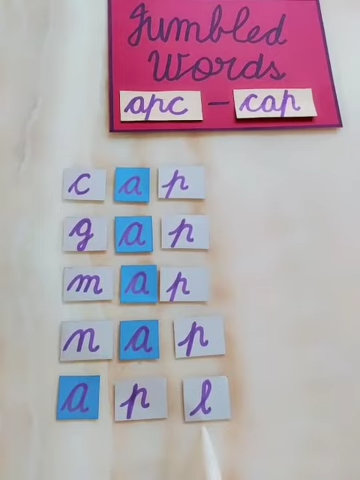 Jumbled
Words
apc - cap
c a p
g a p
m a p
n a p
a p l